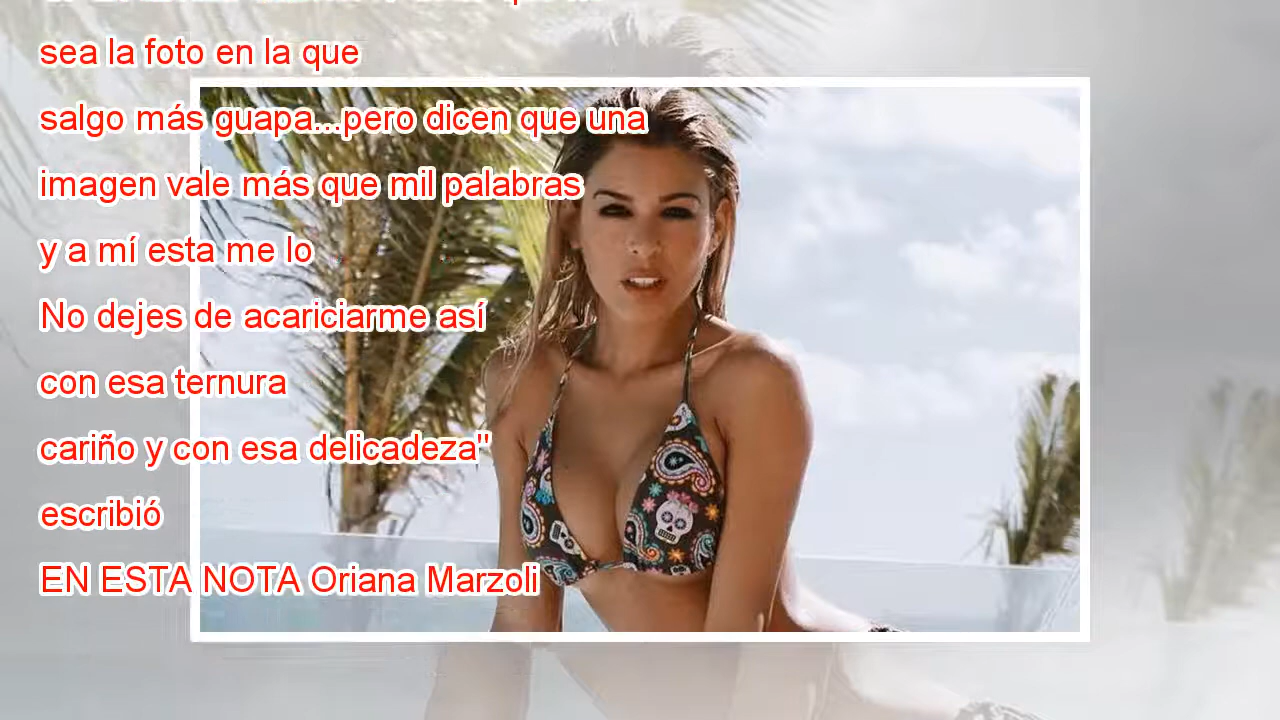 sea la foto en la que
salgo más guapa...pero dicen que una
imagen vale más que mil palabras
y a mí esta me lo
No dejes de acariciarme así
con esa ternura
cariño y con esa delicadeza"
escribió
EN ESTA NOTA Oriana Marzoli